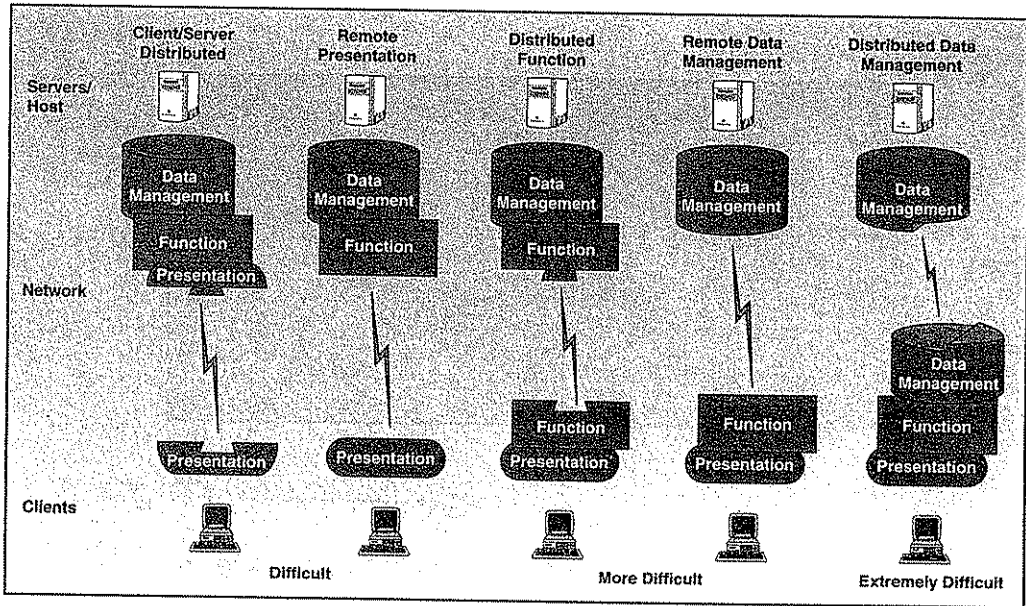 Client/Server
Distributed
Remote
Presentation
Distributed
Function
Remote Data
Management
Distributed Data
Management
Servers/
Host
Data
Management
Function
Presentation
Data
Management
Function
Data
Management
Function
Data
Management
Data
Management
Network
Presentation
Presentation
Function
Presentation
Function
Presentation
Data
Management
Function
Presentation
Clients
Difficult
More Difficult
Extremely Difficult